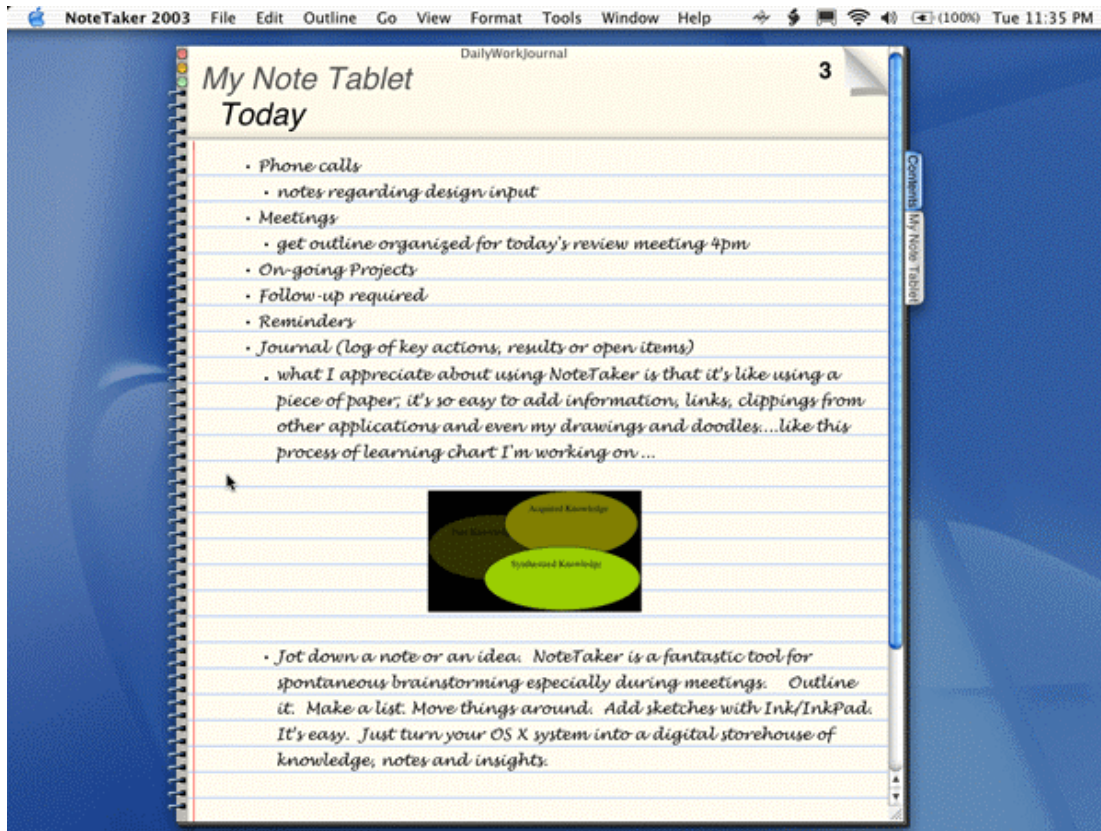 NoteTaker 2003 File Edit Outline Go View Format Tools Window Help (100%) Tue 11:35 PM
DailyWorkJournal
My Note Tablet
3
Today
Contents
My Note Tablet
• Phone calls
• notes regarding design input
• Meetings
• get outline organized for today's review meeting 4pm
• On-going Projects
• Follow-up required
• Reminders
• Journal (log of key actions, results or open items)
• what I appreciate about using NoteTaker is that it's like using a
piece of paper; it's so easy to add information, links, clippings from
other applications and even my drawings and doodles....like this
process of learning chart I'm working on ...
Acquired Knowledge
Knowledge
Synthesized Knowledge
• Jot down a note or an idea. NoteTaker is a fantastic tool for
spontaneous brainstorming especially during meetings. Outline
it. Make a list. Move things around. Add sketches with Ink/InkPad.
It's easy. Just turn your OS X system into a digital storehouse of
knowledge, notes and insights.